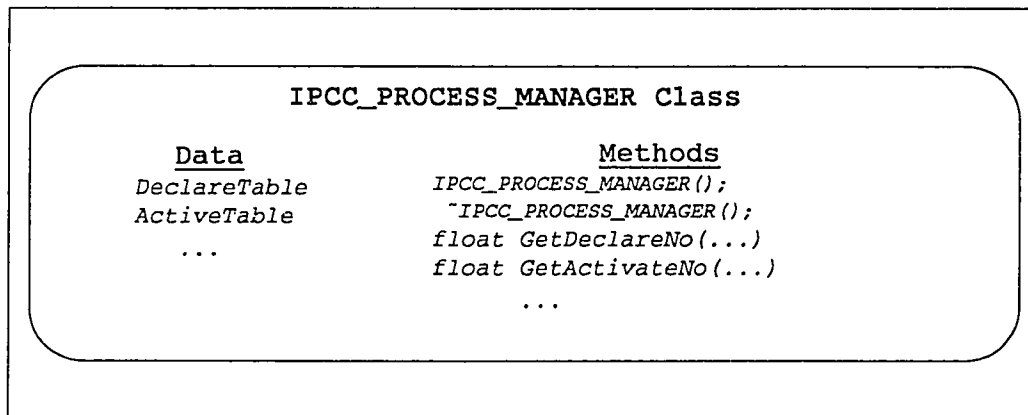 IPCC_PROCESS_MANAGER Class
Data
DeclareTable
ActiveTable
...
Methods
IPCC_PROCESS_MANAGER();
~IPCC_PROCESS_MANAGER();
float GetDeclareNo(...)
float GetActivateNo(...)
...